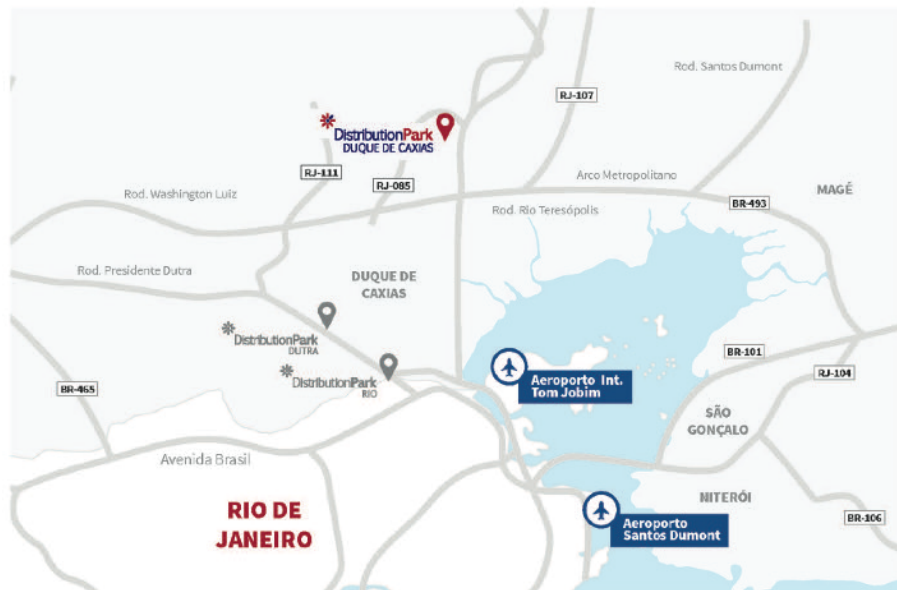 Rod. Santos Dumont
RJ-107
DistributionPark
DUQUE DE CAXIAS
RJ-111
RJ-085
Arco Metropolitano
MAGÉ
Rod. Washington Luiz
BR-493
Rod. Rio Teresópolis
Rod. Presidente Dutra
DUQUE DE
CAXIAS
DistributionPark
DUTRA
BR-101
Aeroporto Int.
Tom Jobim
RJ-104
DistributionPark
RIO
BR-465
SÃO
GONÇALO
Avenida Brasil
NITERÓI
RIO DE
JANEIRO
BR-106
Aeroporto
Santos Dumont